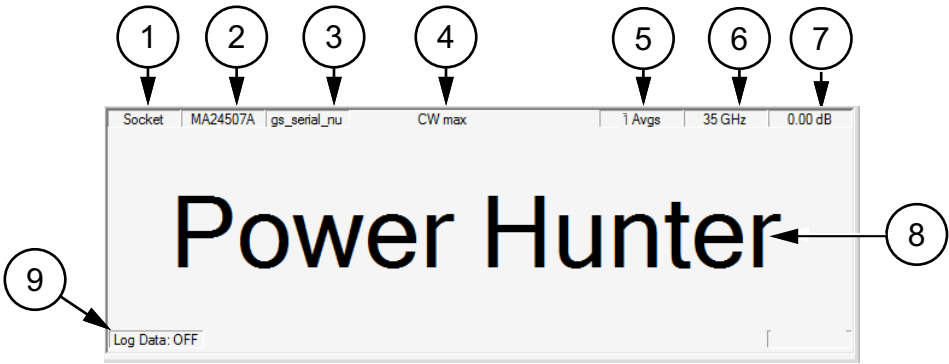 1 2 3 4 5 6 7
Socket MA24507A gs_serial_nu CW max 1 Avgs 35 GHz 0.00 dB
Power Hunter
8
9
Log Data: OFF